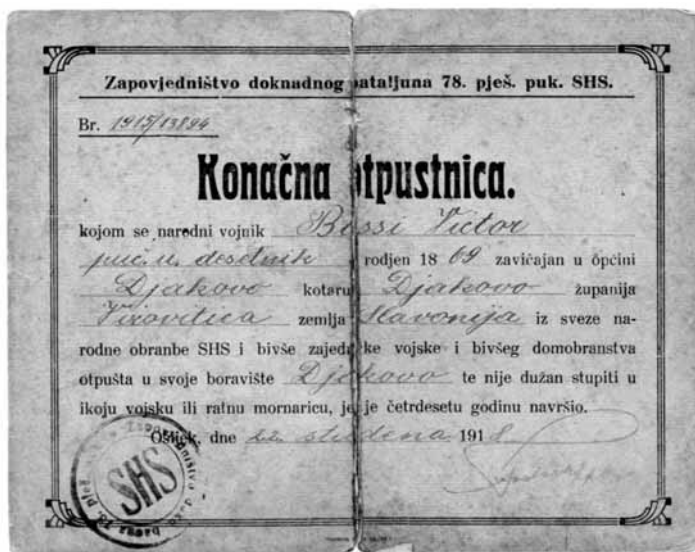 Zapovjedništvo doknadnog bataljuna 78. pješ. puk. SHS.
Br. 1915/13894
Konačna otpustnica.
kojom se narodni vojnik Bossi Victor
puč. u. desetnik rodjen 1869 zavičajan u općini
Djakovo kotaru Djakovo županija
Virovitica zemlja Slavonija iz sveze na-
rodne obranbe SHS i bivše zajedničke vojske i bivšeg domobranstva
otpušta u svoje boravište Djakovo te nije dužan stupiti u
ikoju vojsku ili ratnu mornaricu, jer je četrdesetu godinu navršio.
Osijek, dne studena 1918
SHS